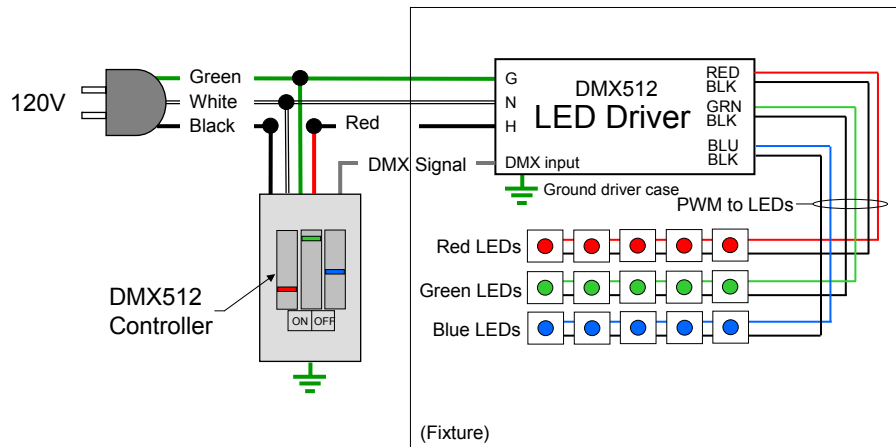 120V
Green
White
Black
Red
DMX Signal
G
N
H
DMX512
LED Driver
DMX input
RED
BLK
GRN
BLK
BLU
BLK
Ground driver case
PWM to LEDs
Red LEDs
Green LEDs
Blue LEDs
DMX512
Controller
ON OFF
(Fixture)